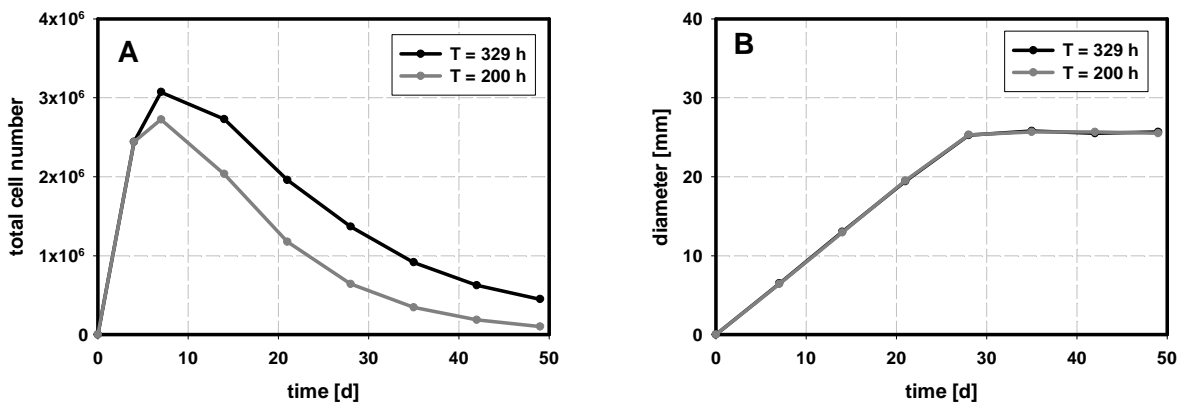 A
T = 329 h
T = 200 h
total cell number
4x10⁶
3x10⁶
2x10⁶
1x10⁶
0
0 10 20 30 40 50
time [d]
B
T = 329 h
T = 200 h
diameter [mm]
40
30
20
10
0
0 10 20 30 40 50
time [d]